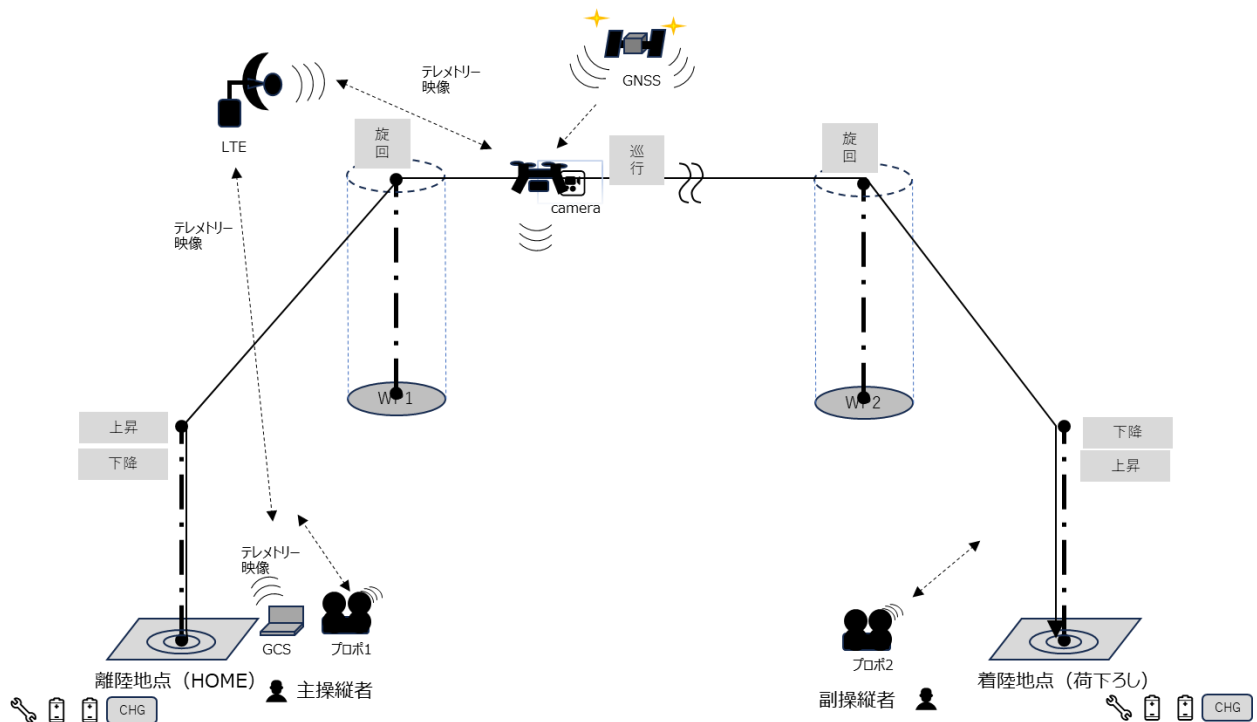 GNSS
テレメトリー
映像
LTE
旋
回
巡
行
旋
回
camera
テレメトリー
映像
WP1
WP2
上昇
下降
下降
上昇
テレメトリー
映像
GCS
プロポ1
プロポ2
離陸地点（HOME）
主操縦者
副操縦者
着陸地点（荷下ろし）
CHG
CHG